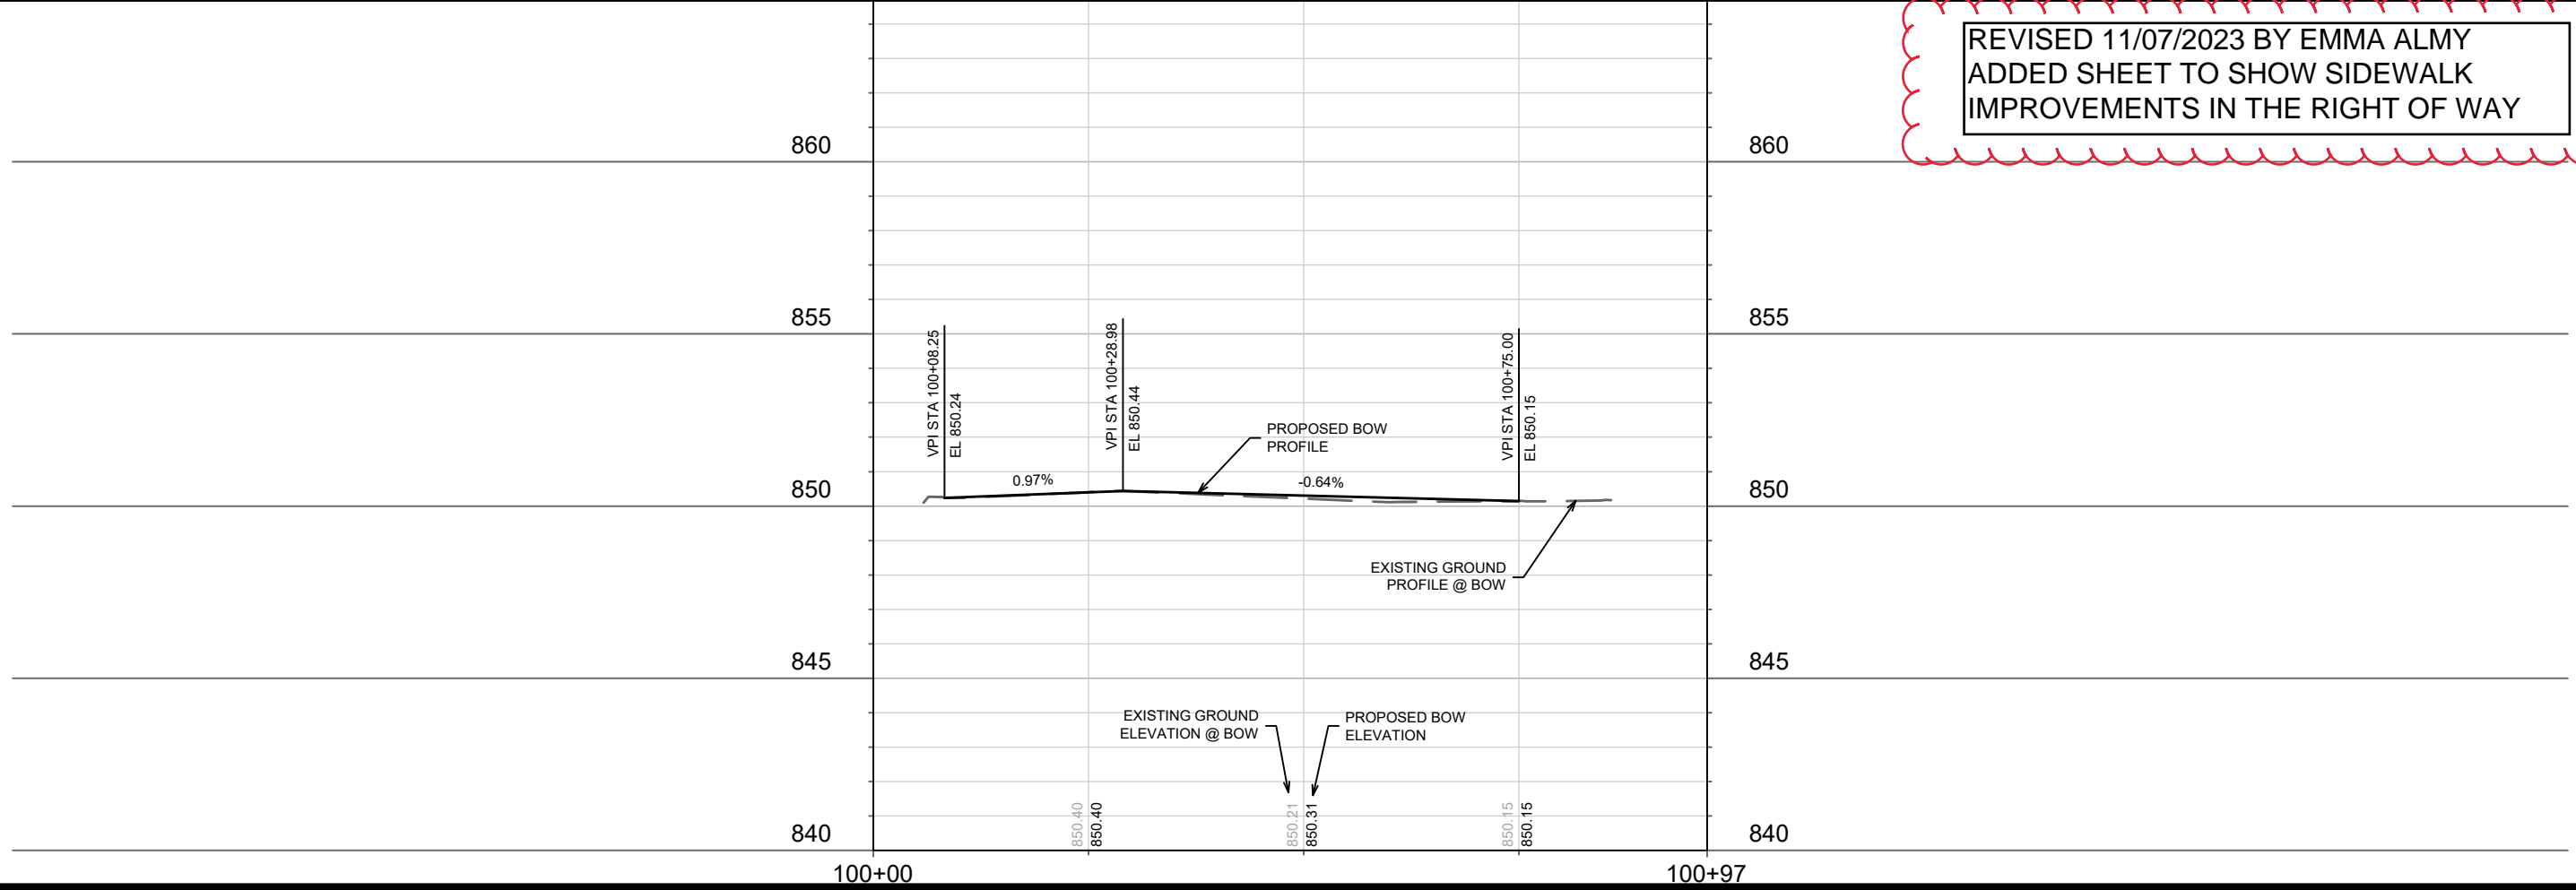 REVISED 11/07/2023 BY EMMA ALMY
ADDED SHEET TO SHOW SIDEWALK
IMPROVEMENTS IN THE RIGHT OF WAY
860
860
855
855
VPI STA 100+08.25
EL 850.24
VPI STA 100+28.98
EL 850.44
VPI STA 100+75.00
EL 850.15
PROPOSED BOW
PROFILE
0.97%
-0.64%
850
850
EXISTING GROUND
PROFILE @ BOW
845
845
EXISTING GROUND
ELEVATION @ BOW
PROPOSED BOW
ELEVATION
850.40
850.40
850.21
850.31
850.15
850.15
840
840
100+00
100+97